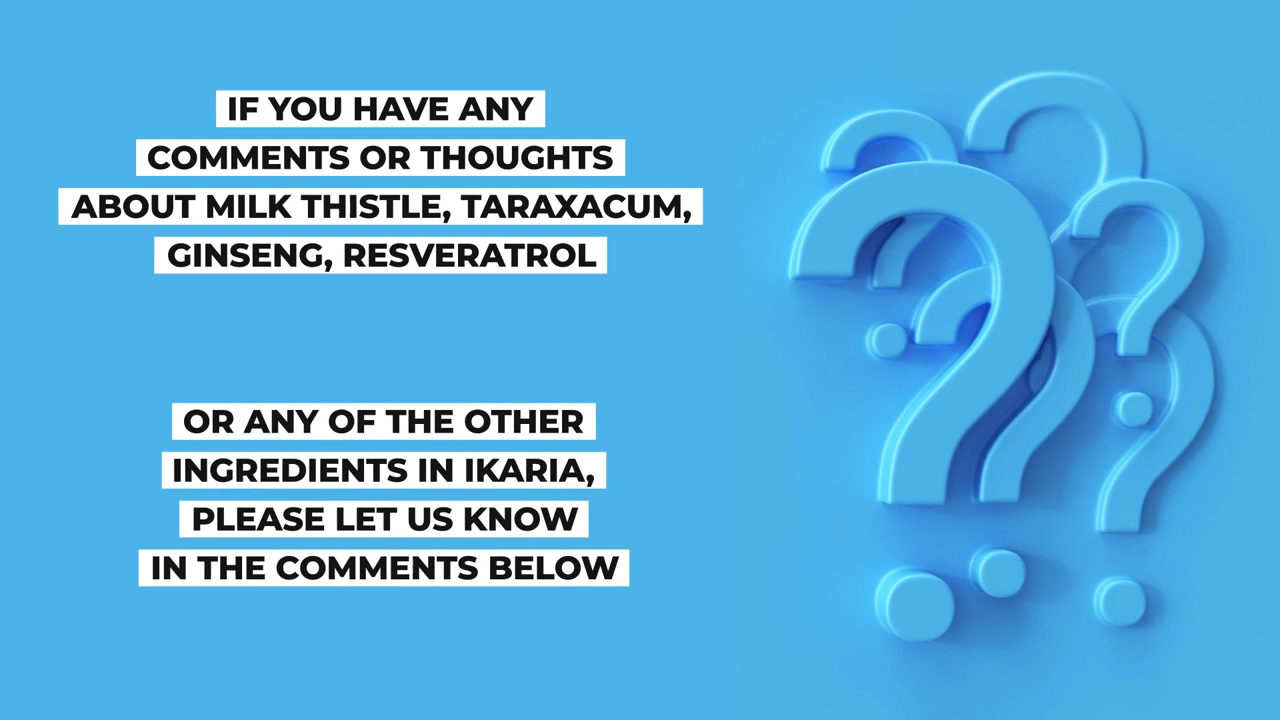 IF YOU HAVE ANY
COMMENTS OR THOUGHTS
ABOUT MILK THISTLE, TARAXACUM,
GINSENG, RESVERATROL
OR ANY OF THE OTHER
INGREDIENTS IN IKARIA,
PLEASE LET US KNOW
IN THE COMMENTS BELOW